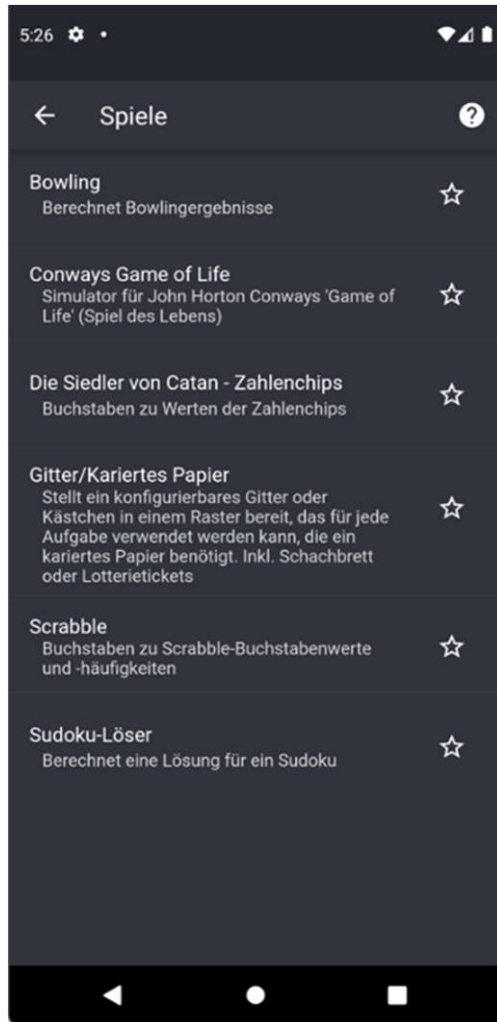 5:26
Spiele
Bowling
Berechnet Bowlingergebnisse
Conways Game of Life
Simulator für John Horton Conways 'Game of
Life' (Spiel des Lebens)
Die Siedler von Catan - Zahlenchips
Buchstaben zu Werten der Zahlenchips
Gitter/Kariertes Papier
Stellt ein konfigurierbares Gitter oder
Kästchen in einem Raster bereit, das für jede
Aufgabe verwendet werden kann, die ein
kariertes Papier benötigt. Inkl. Schachbrett
oder Lotterietickets
Scrabble
Buchstaben zu Scrabble-Buchstabenwerte
und -häufigkeiten
Sudoku-Löser
Berechnet eine Lösung für ein Sudoku